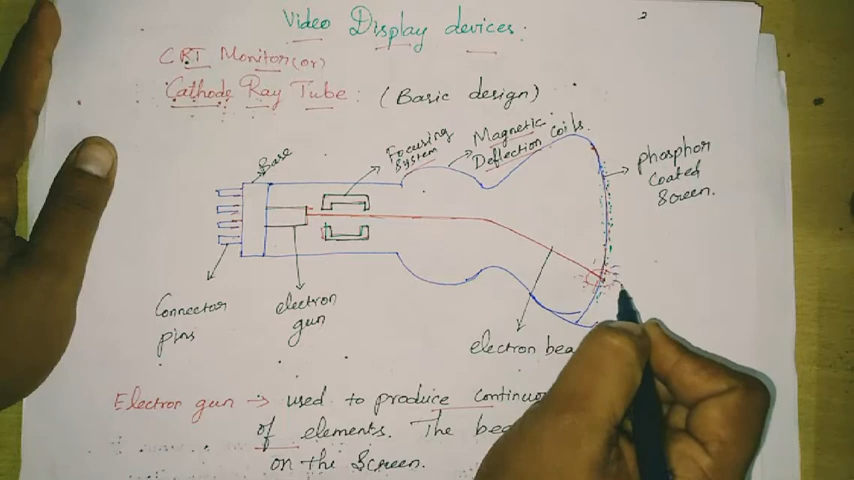 2
Video Display devices:
CRT Monitor (or)
Cathode Ray Tube : (Basic design)
Base
Focusing
System
Magnetic
Deflection Coils.
phosphor
Coated
Screen.
Connector
pins
electron
gun
electron bea
Electron gun → used to produce continuo
of elements. The bea
on the Screen.